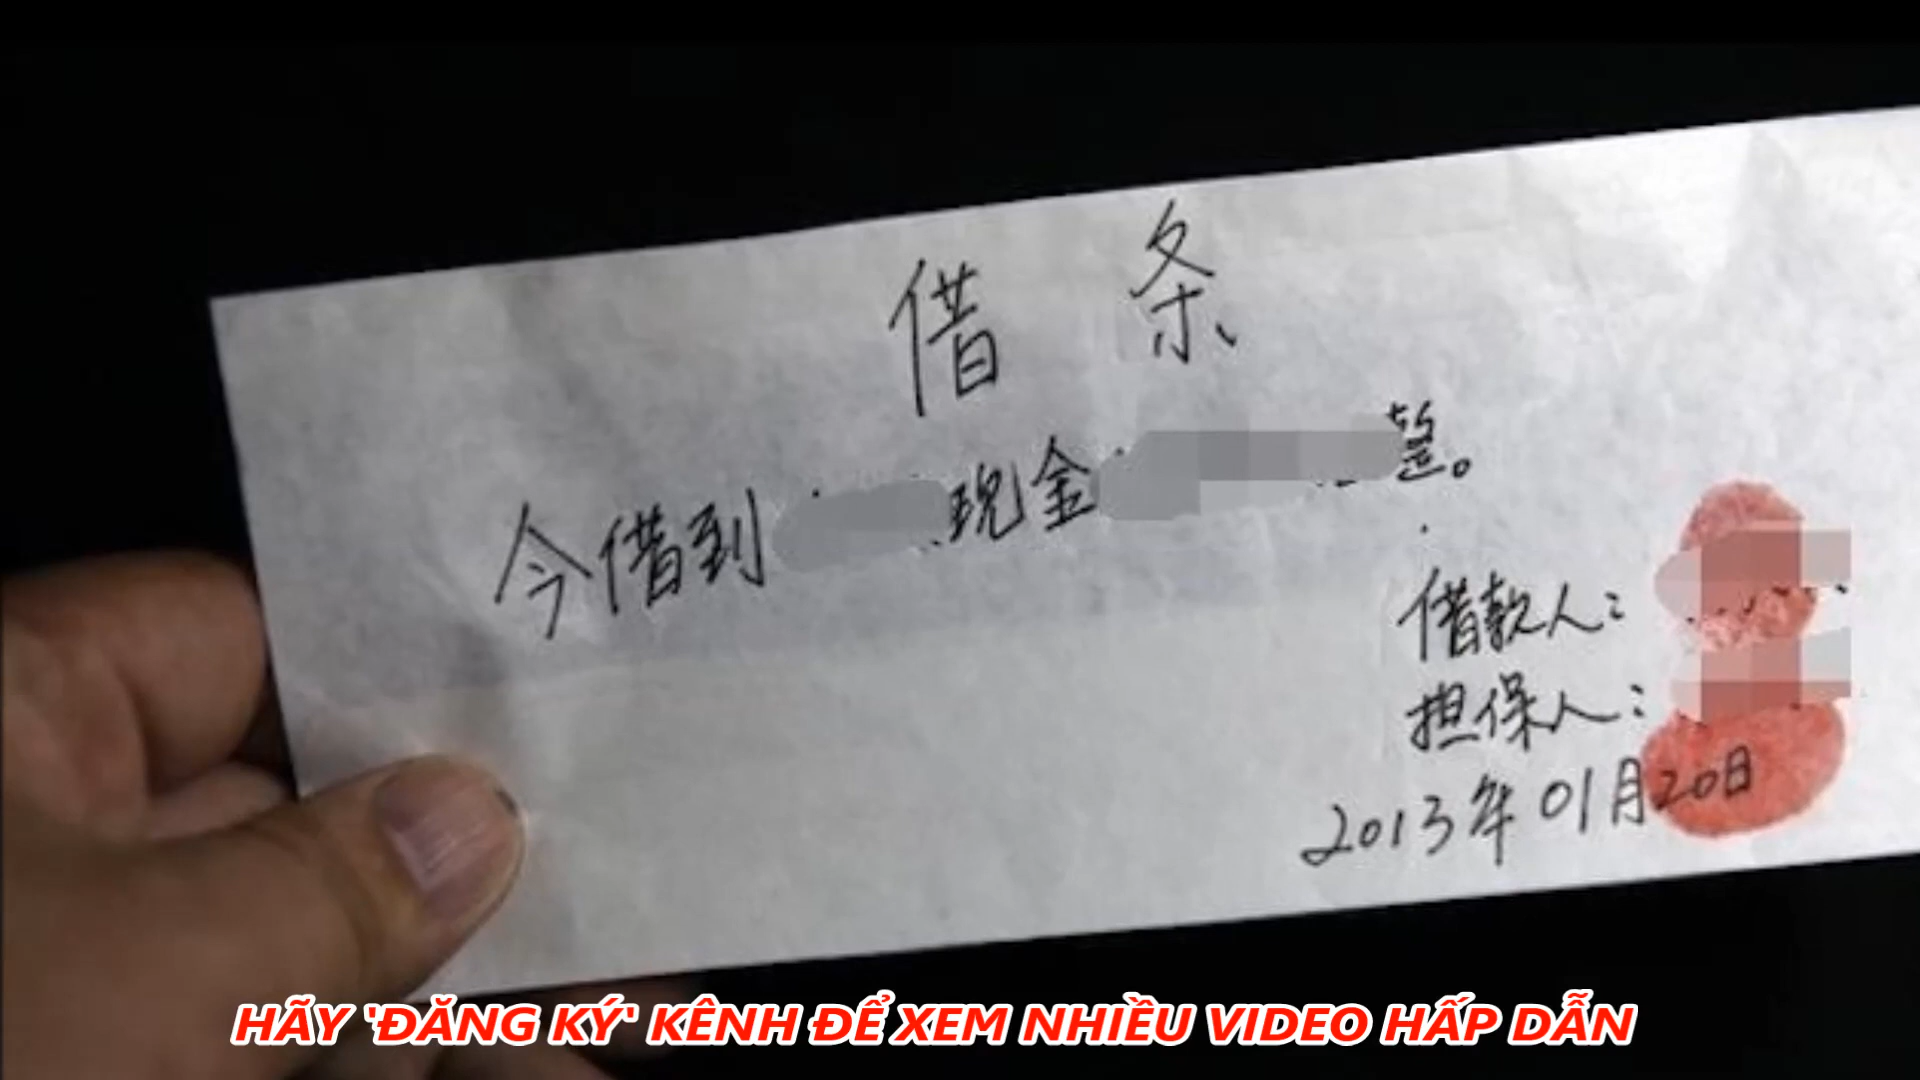 借条
今借到 现金 整。
借款人:
担保人:
2013年01月20日
HÃY 'ĐĂNG KÝ' KÊNH ĐỂ XEM NHIỀU VIDEO HẤP DẪN